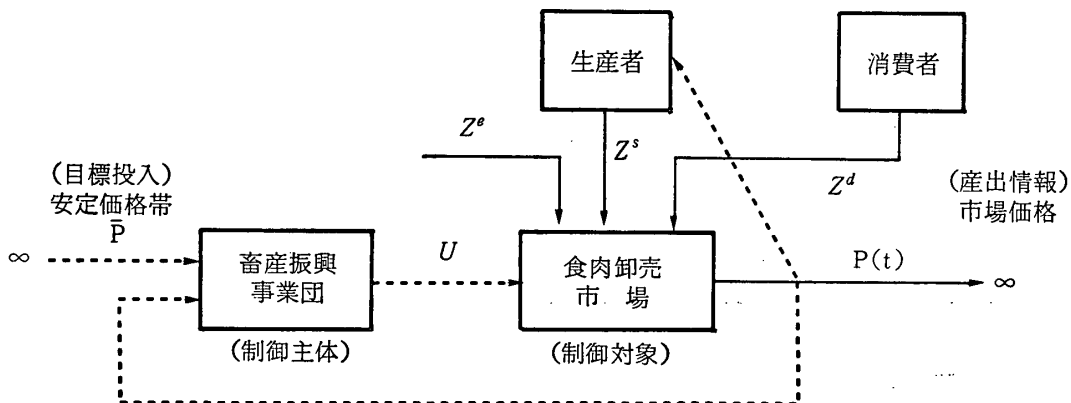 生産者
消費者
Z^e
Z^s
Z^d
(目標投入)
安定価格帯
P̄
(産出情報)
市場価格
∞
畜産振興
事業団
U
食肉卸売
市場
P(t)
∞
(制御主体)
(制御対象)